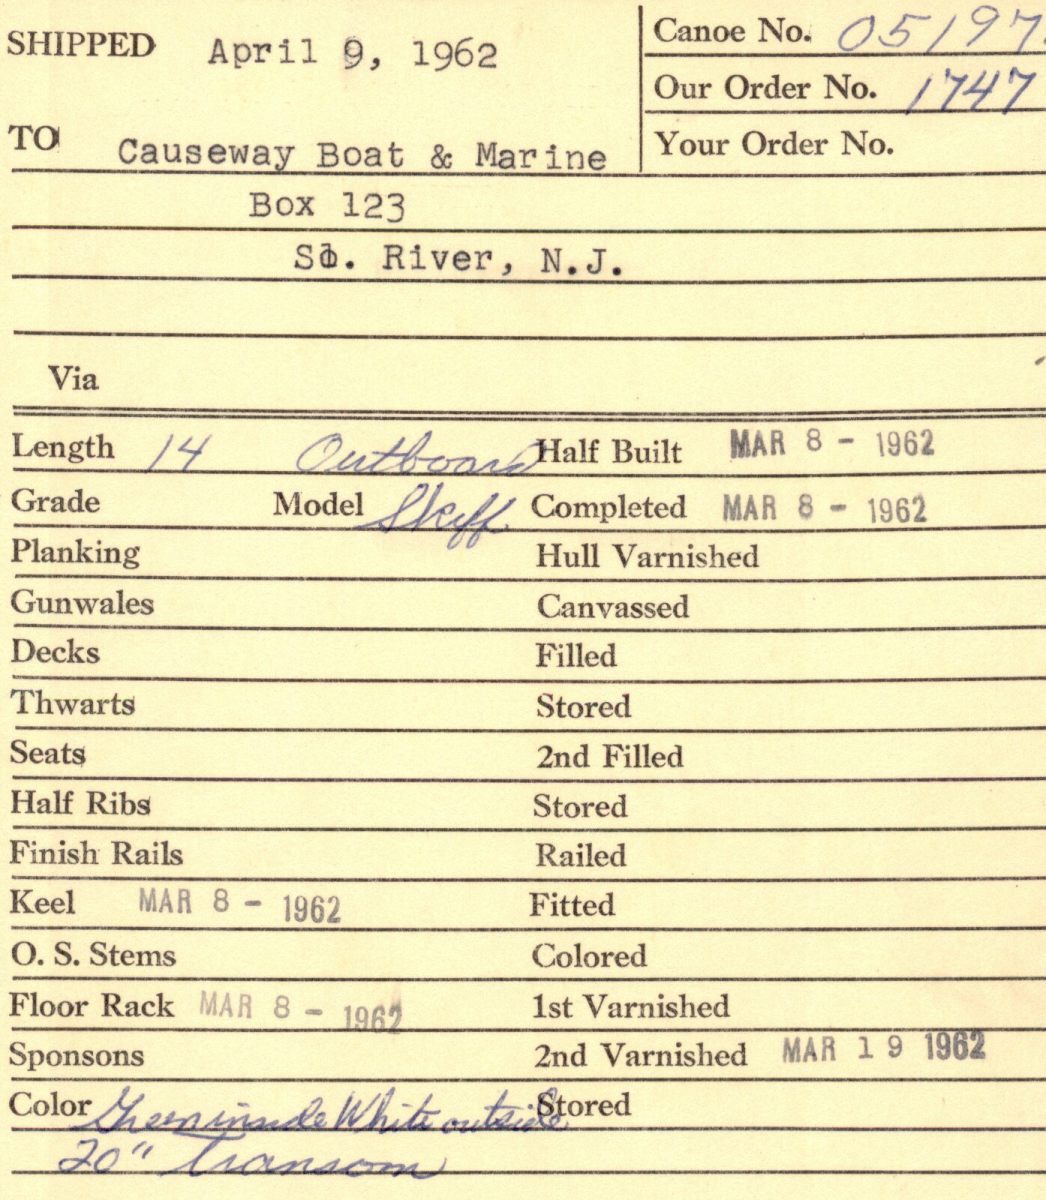 SHIPPED April 9, 1962 Canoe No. 05197
Our Order No. 1747
TO Causeway Boat & Marine Your Order No.
Box 123
So. River, N.J.
Via
Length 14 Outboard Half Built MAR 8 - 1962
Grade Model Skiff Completed MAR 8 - 1962
Planking Hull Varnished
Gunwales Canvassed
Decks Filled
Thwarts Stored
Seats 2nd Filled
Half Ribs Stored
Finish Rails Railed
Keel MAR 8 - 1962 Fitted
O. S. Stems Colored
Floor Rack MAR 8 - 1962 1st Varnished
Sponsons 2nd Varnished MAR 19 1962
Color Green inside White outside Stored
20" Transom